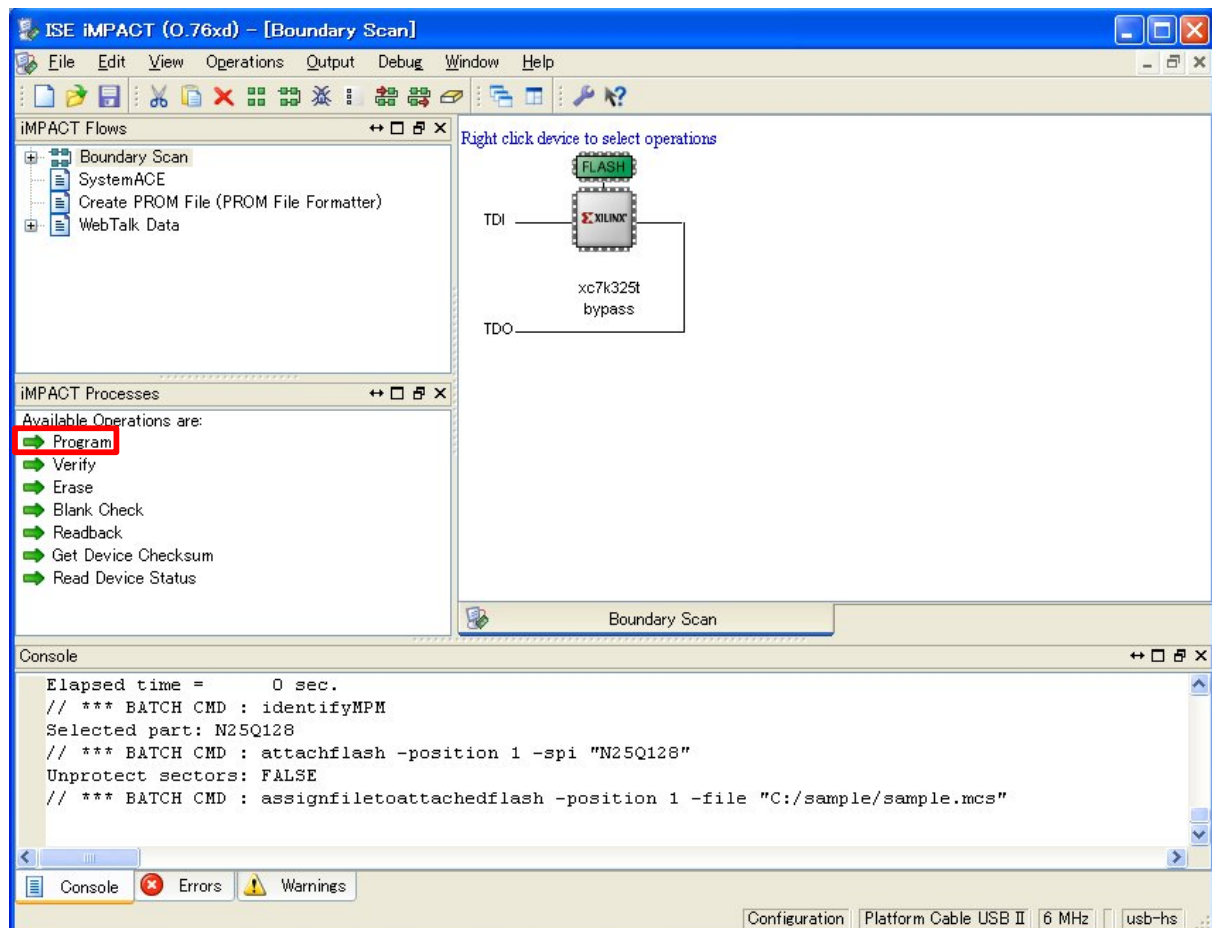 ISE iMPACT (O.76xd) - [Boundary Scan]
File Edit View Operations Output Debug Window Help
iMPACT Flows
Boundary Scan
SystemACE
Create PROM File (PROM File Formatter)
WebTalk Data
Right click device to select operations
FLASH
TDI
XILINX
xc7k325t
bypass
TDO
iMPACT Processes
Available Operations are:
Program
Verify
Erase
Blank Check
Readback
Get Device Checksum
Read Device Status
Boundary Scan
Console
Elapsed time =      0 sec.
// *** BATCH CMD : identifyMPM
Selected part: N25Q128
// *** BATCH CMD : attachflash -position 1 -spi "N25Q128"
Unprotect sectors: FALSE
// *** BATCH CMD : assignfiletoattachedflash -position 1 -file "C:/sample/sample.mcs"
Console Errors Warnings
Configuration Platform Cable USB II 6 MHz usb-hs